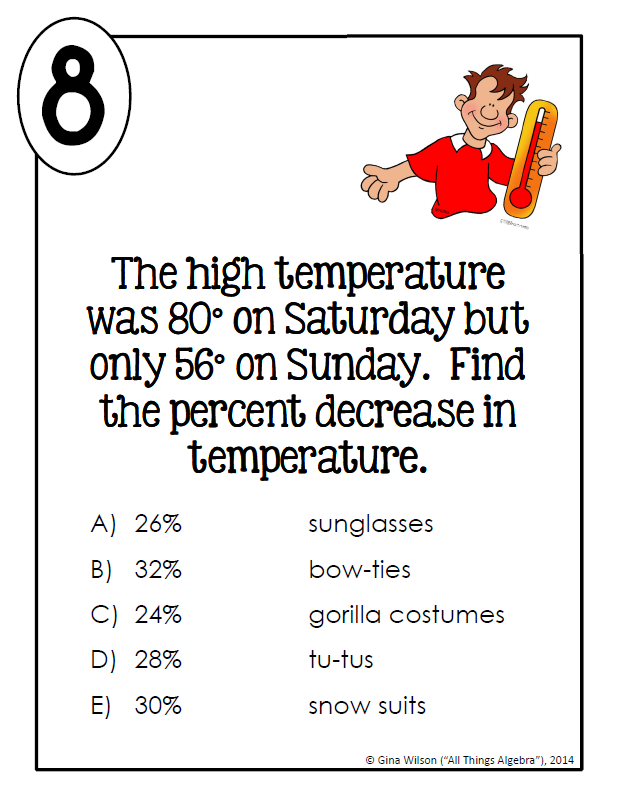 8
The high temperature
was 80° on Saturday but
only 56° on Sunday. Find
the percent decrease in
temperature.
A) 26% sunglasses
B) 32% bow-ties
C) 24% gorilla costumes
D) 28% tu-tus
E) 30% snow suits
© Gina Wilson ("All Things Algebra"), 2014